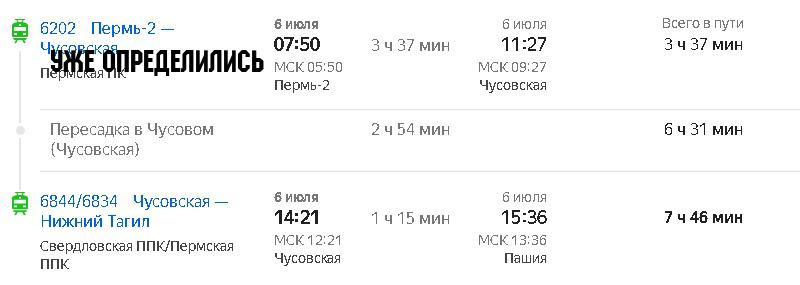 6202 Пермь-2 —
Чусовская
Пермская ПК
УЖЕ ОПРЕДЕЛИЛИСЬ
6 июля
07:50
МСК 05:50
Пермь-2
3 ч 37 мин
6 июля
11:27
МСК 09:27
Чусовская
Всего в пути
3 ч 37 мин
Пересадка в Чусовом
(Чусовская)
2 ч 54 мин
6 ч 31 мин
6844/6834 Чусовская —
Нижний Тагил
Свердловская ППК/Пермская
ППК
6 июля
14:21
МСК 12:21
Чусовская
1 ч 15 мин
6 июля
15:36
МСК 13:36
Пашия
7 ч 46 мин